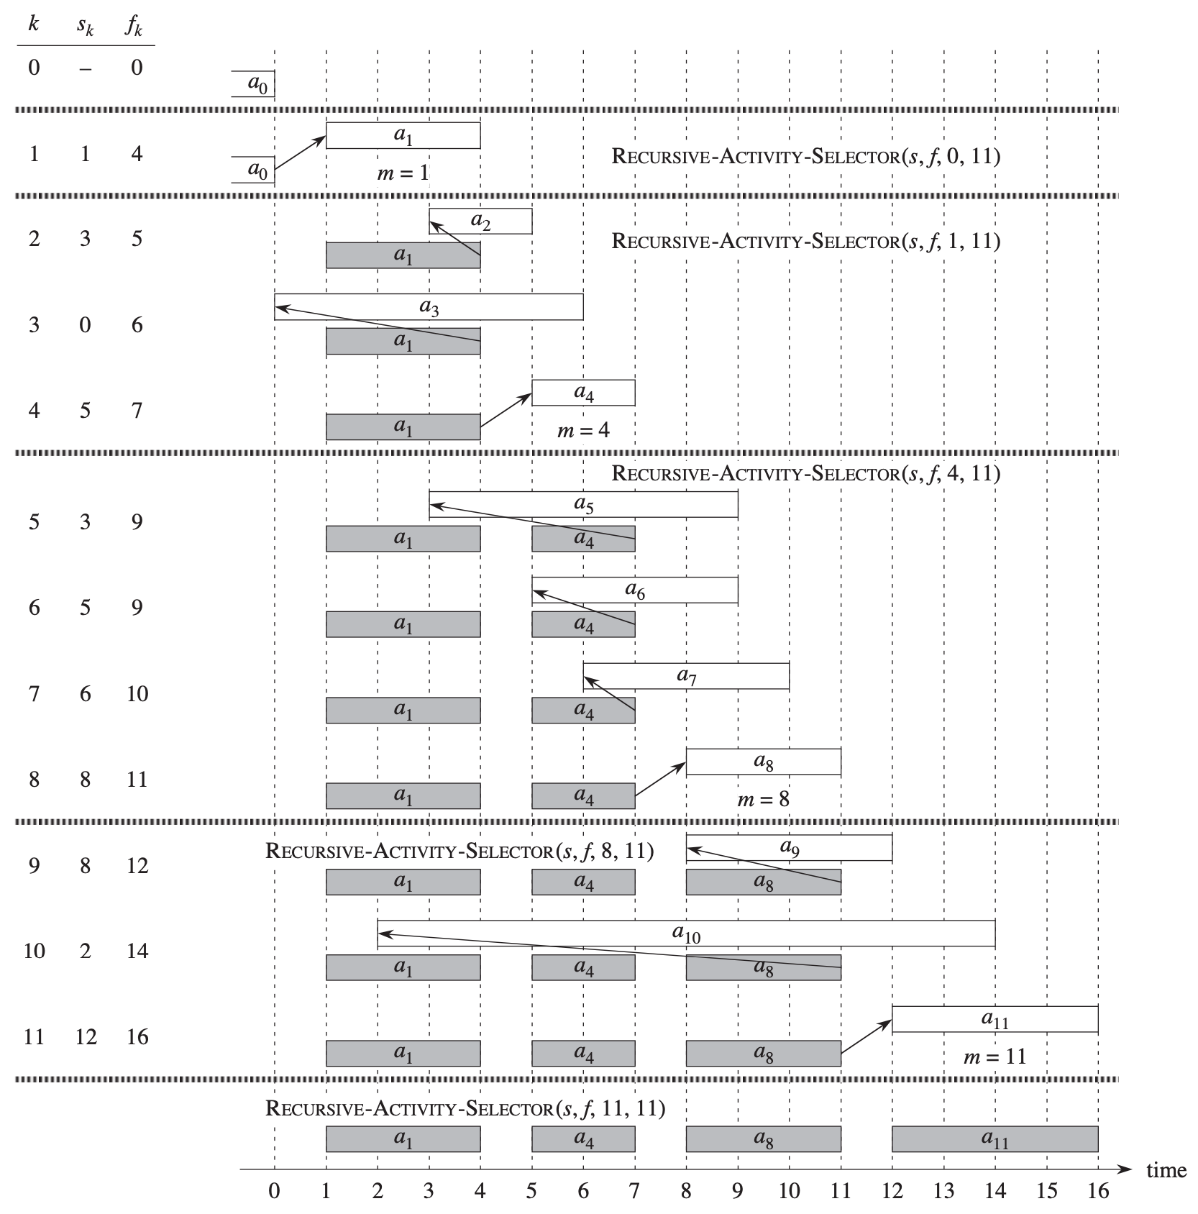 k s_k f_k
0 – 0
a_0
1 1 4
a_1
a_0
m = 1
RECURSIVE-ACTIVITY-SELECTOR(s, f, 0, 11)
2 3 5
a_2
a_1
RECURSIVE-ACTIVITY-SELECTOR(s, f, 1, 11)
3 0 6
a_3
a_1
4 5 7
a_4
a_1
m = 4
RECURSIVE-ACTIVITY-SELECTOR(s, f, 4, 11)
5 3 9
a_5
a_1 a_4
6 5 9
a_6
a_1 a_4
7 6 10
a_7
a_1 a_4
8 8 11
a_8
a_1 a_4
m = 8
RECURSIVE-ACTIVITY-SELECTOR(s, f, 8, 11)
9 8 12
a_9
a_1 a_4 a_8
10 2 14
a_10
a_1 a_4 a_8
11 12 16
a_11
a_1 a_4 a_8
m = 11
RECURSIVE-ACTIVITY-SELECTOR(s, f, 11, 11)
a_1 a_4 a_8 a_11
time
0 1 2 3 4 5 6 7 8 9 10 11 12 13 14 15 16